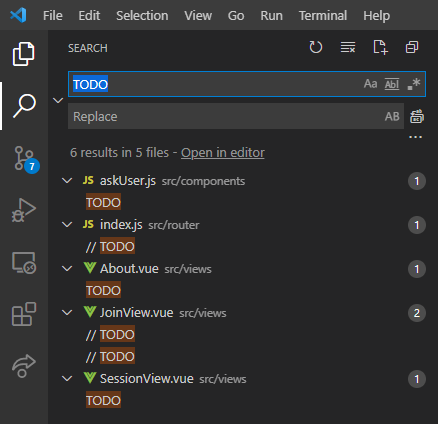 File Edit Selection View Go Run Terminal Help
SEARCH
TODO Aa Ab .*
Replace AB
...
6 results in 5 files - Open in editor
JS askUser.js src/components 1
TODO
JS index.js src/router 1
// TODO
About.vue src/views 1
TODO
JoinView.vue src/views 2
// TODO
// TODO
SessionView.vue src/views 1
TODO
7